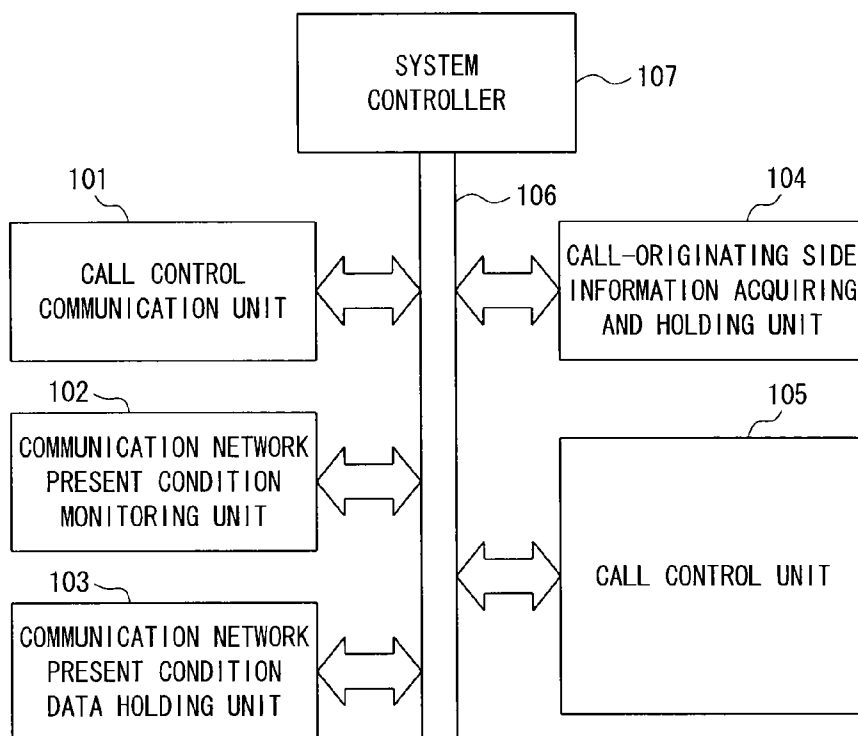 SYSTEM
CONTROLLER
107
101
106
104
CALL CONTROL
COMMUNICATION UNIT
CALL-ORIGINATING SIDE
INFORMATION ACQUIRING
AND HOLDING UNIT
102
105
COMMUNICATION NETWORK
PRESENT CONDITION
MONITORING UNIT
CALL CONTROL UNIT
103
COMMUNICATION NETWORK
PRESENT CONDITION
DATA HOLDING UNIT